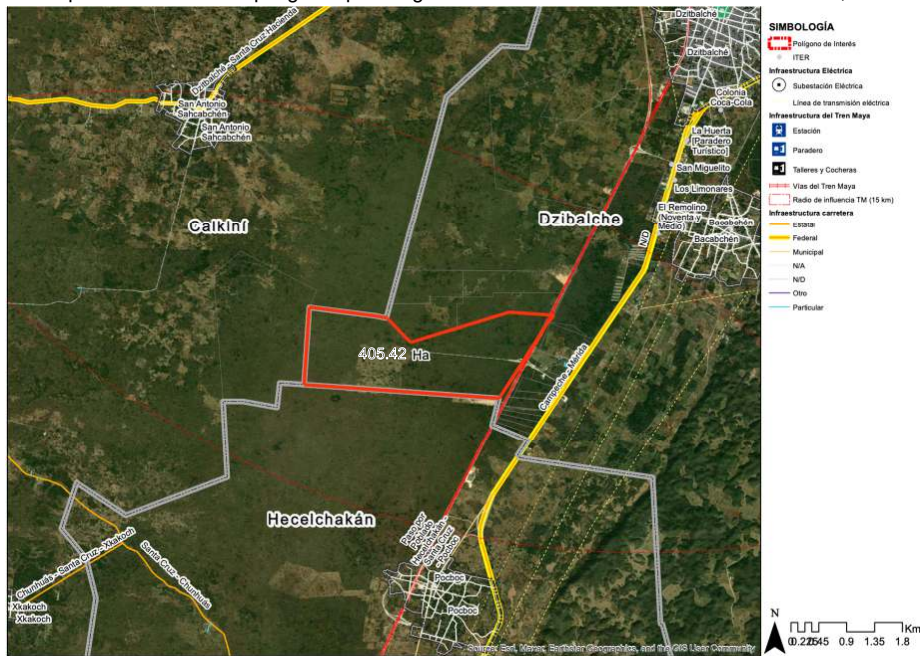 Dzitbalché - Santa Cruz Hacienda
Dzitbalché
Dzitbalché
San Antonio
Sahcabchén
San Antonio
Sahcabchén
Colonia
Coca-Cola
La Huerta
[Paradero
Turístico]
San Miguelito
Los Limonares
El Remolino
(Noventa y
Medio)
Bacabchén
Bacabchén
Calkiní
Dzibalche
N/D
405.42 Ha
Campeche - Mérida
Hecelchakán
Pocboc
Pocboc
Chunhuás - Santa Cruz - Xkakoch
Santa Cruz - Chunhuás
Xkakoch
Xkakoch
Source: Esri, Maxar, Earthstar Geographics, and the GIS User Community
SIMBOLOGÍA
Polígono de Interés
ITER
Infraestructura Eléctrica
Subestación Eléctrica
Línea de transmisión eléctrica
Infraestructura del Tren Maya
Estación
Paradero
Talleres y Cocheras
Vías del Tren Maya
Radio de influencia TM (15 km)
Infraestructura carretera
Estatal
Federal
Municipal
N/A
N/D
Otro
Particular
N
Km
0.9 1.35 1.8